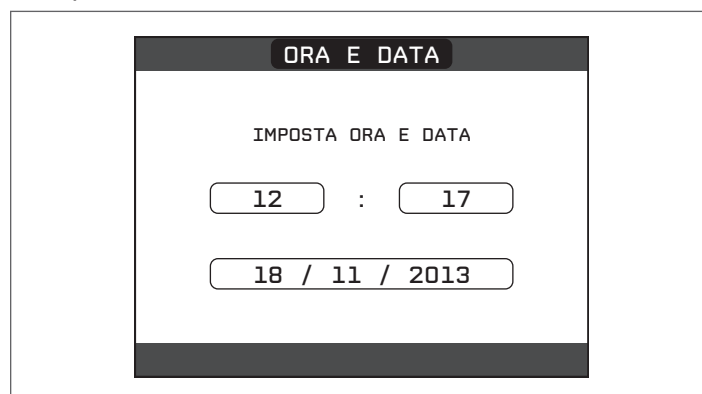 ORA E DATA
IMPOSTA ORA E DATA
12 : 17
18 / 11 / 2013